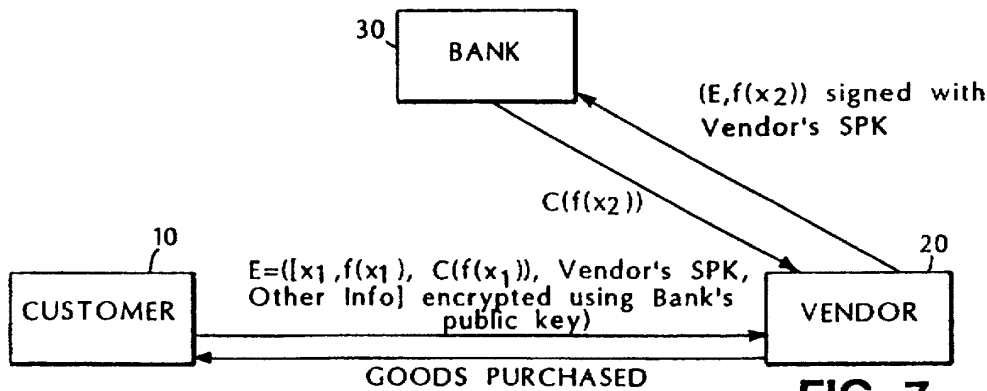 30
BANK
(E,f(x2)) signed with
Vendor's SPK
C(f(x2))
10
20
E=([x1,f(x1), C(f(x1)), Vendor's SPK,
Other Info] encrypted using Bank's
public key)
CUSTOMER
VENDOR
GOODS PURCHASED
FIG. 7